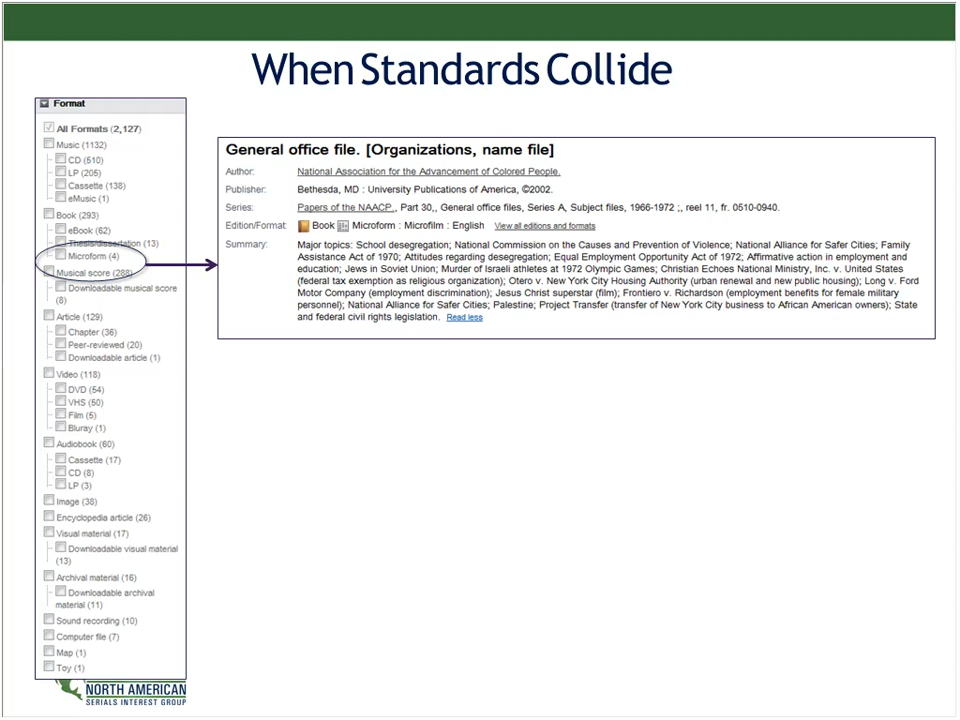 When Standards Collide
Format
All Formats (2,127)
Music (1132)
CD (510)
LP (205)
Cassette (138)
eMusic (1)
Book (293)
eBook (62)
Thesis/dissertation (13)
Microform (4)
Musical score (288)
Downloadable musical score
(8)
Article (129)
Chapter (36)
Peer-reviewed (20)
Downloadable article (1)
Video (118)
DVD (54)
VHS (50)
Film (5)
Bluray (1)
Audiobook (60)
Cassette (17)
CD (8)
LP (3)
Image (38)
Encyclopedia article (26)
Visual material (17)
Downloadable visual material
(13)
Archival material (16)
Downloadable archival
material (11)
Sound recording (10)
Computer file (7)
Map (1)
Toy (1)
General office file. [Organizations, name file]
Author: National Association for the Advancement of Colored People.
Publisher: Bethesda, MD : University Publications of America, ©2002.
Series: Papers of the NAACP,, Part 30,, General office files, Series A, Subject files, 1966-1972 ;, reel 11, fr. 0510-0940.
Edition/Format: Book Microform : Microfilm : English View all editions and formats
Summary: Major topics: School desegregation; National Commission on the Causes and Prevention of Violence; National Alliance for Safer Cities; Family
Assistance Act of 1970; Attitudes regarding desegregation; Equal Employment Opportunity Act of 1972; Affirmative action in employment and
education; Jews in Soviet Union; Murder of Israeli athletes at 1972 Olympic Games; Christian Echoes National Ministry, Inc. v. United States
(federal tax exemption as religious organization); Otero v. New York City Housing Authority (urban renewal and new public housing); Long v. Ford
Motor Company (employment discrimination); Jesus Christ superstar (film); Frontiero v. Richardson (employment benefits for female military
personnel); National Alliance for Safer Cities; Palestine; Project Transfer (transfer of New York City business to African American owners); State
and federal civil rights legislation. Read less
NORTH AMERICAN
SERIALS INTEREST GROUP